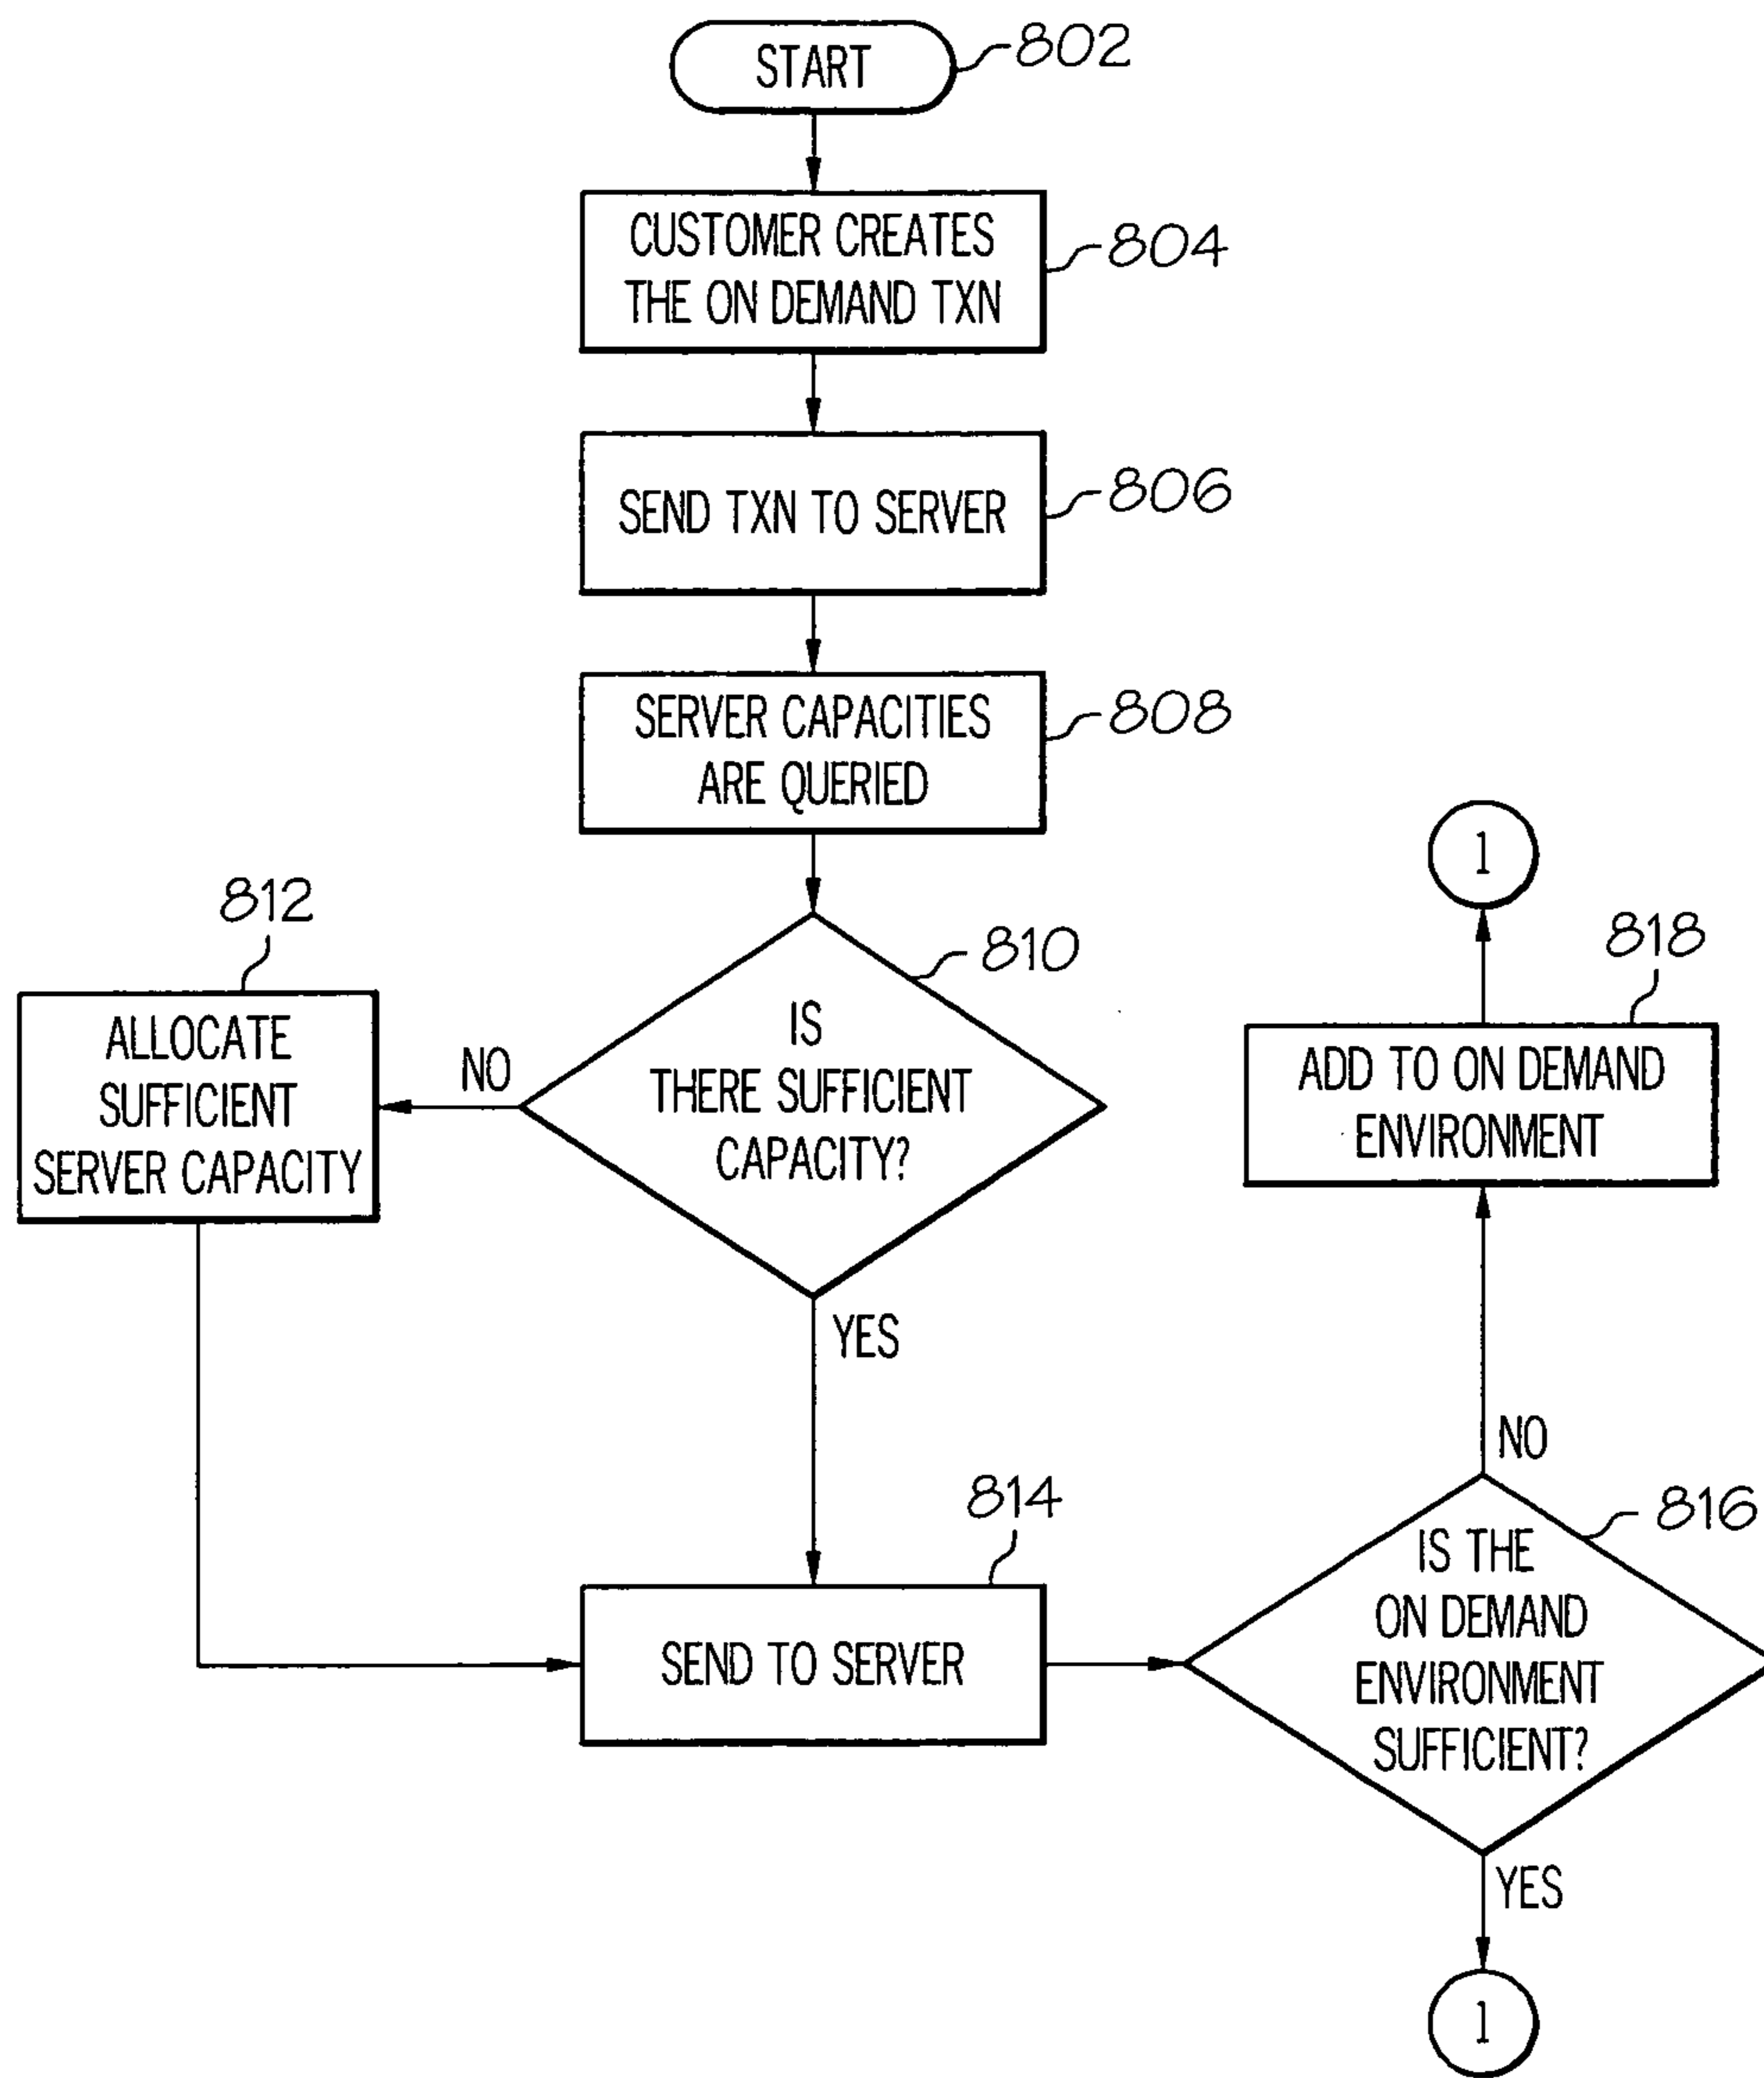 START
802
CUSTOMER CREATES
THE ON DEMAND TXN
804
SEND TXN TO SERVER
806
SERVER CAPACITIES
ARE QUERIED
808
IS
THERE SUFFICIENT
CAPACITY?
810
NO
812
ALLOCATE
SUFFICIENT
SERVER CAPACITY
YES
814
SEND TO SERVER
816
IS THE
ON DEMAND
ENVIRONMENT
SUFFICIENT?
NO
818
ADD TO ON DEMAND
ENVIRONMENT
1
YES
1